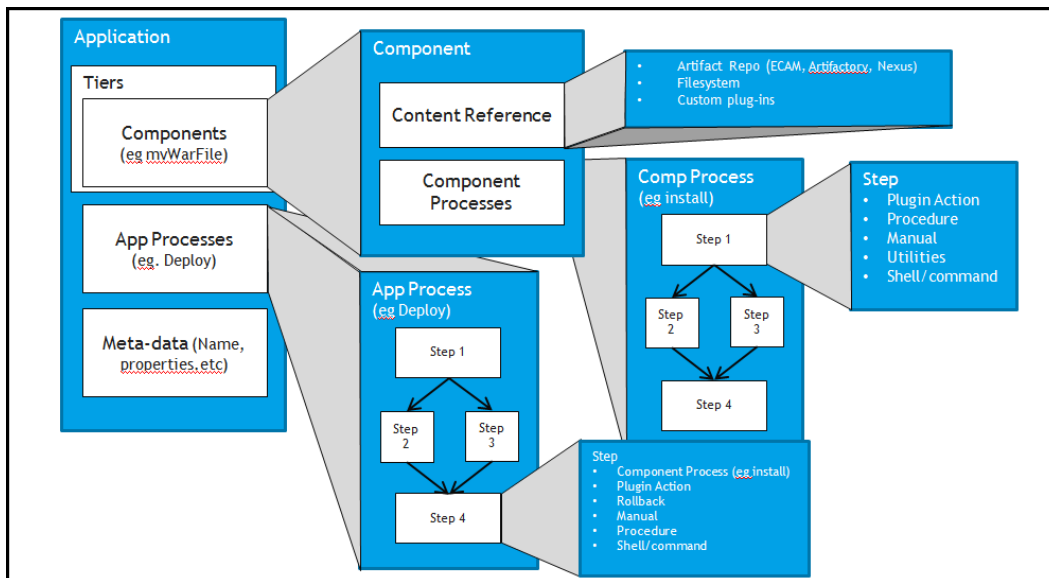 Application
Tiers
Components
(eg mvWarFile)
App Processes
(eg. Deploy)
Meta-data (Name,
properties,etc)
Component
Content Reference
Component
Processes
• Artifact Repo (ECAM, Artifactory, Nexus)
• Filesystem
• Custom plug-ins
Comp Process
(eg install)
Step 1
Step
2
Step
3
Step 4
Step
• Plugin Action
• Procedure
• Manual
• Utilities
• Shell/command
App Process
(eg Deploy)
Step 1
Step
2
Step
3
Step 4
Step
• Component Process (eg install)
• Plugin Action
• Rollback
• Manual
• Procedure
• Shell/command